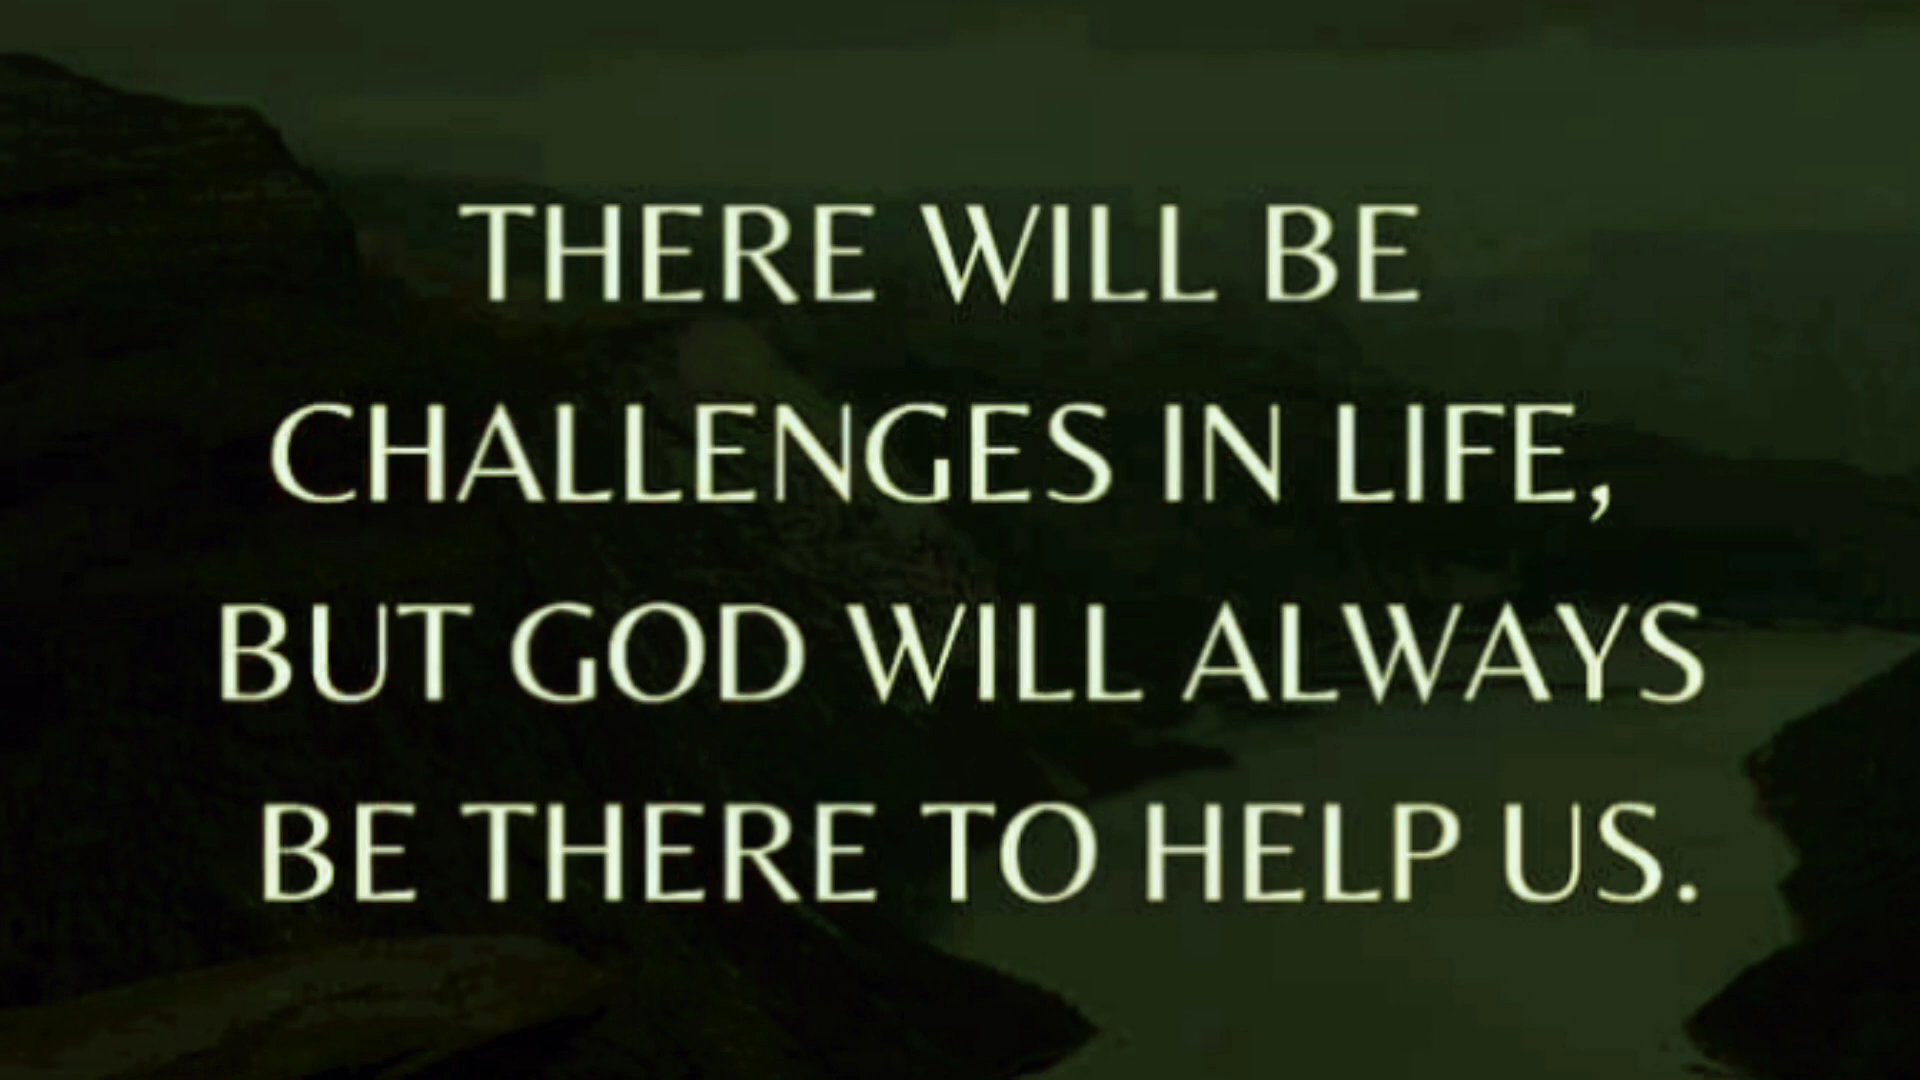 THERE WILL BE
CHALLENGES IN LIFE,
BUT GOD WILL ALWAYS
BE THERE TO HELP US.